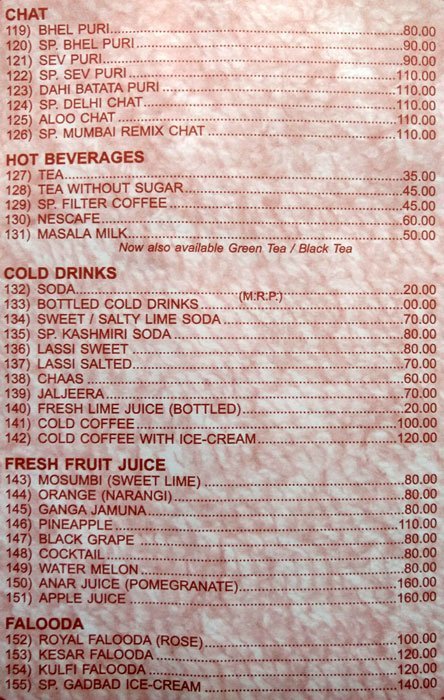 CHAT
119) BHEL PURI 80.00
120) SP. BHEL PURI 90.00
121) SEV PURI 90.00
122) SP. SEV PURI 110.00
123) DAHI BATATA PURI 110.00
124) SP. DELHI CHAT 110.00
125) ALOO CHAT 110.00
126) SP. MUMBAI REMIX CHAT 110.00
HOT BEVERAGES
127) TEA 35.00
128) TEA WITHOUT SUGAR 45.00
129) SP. FILTER COFFEE 45.00
130) NESCAFE 60.00
131) MASALA MILK 50.00
Now also available Green Tea / Black Tea
COLD DRINKS
132) SODA 20.00
133) BOTTLED COLD DRINKS (M.R.P.) 00.00
134) SWEET / SALTY LIME SODA 70.00
135) SP. KASHMIRI SODA 80.00
136) LASSI SWEET 80.00
137) LASSI SALTED 70.00
138) CHAAS 60.00
139) JALJEERA 70.00
140) FRESH LIME JUICE (BOTTLED) 20.00
141) COLD COFFEE 100.00
142) COLD COFFEE WITH ICE-CREAM 120.00
FRESH FRUIT JUICE
143) MOSUMBI (SWEET LIME) 80.00
144) ORANGE (NARANGI) 80.00
145) GANGA JAMUNA 80.00
146) PINEAPPLE 110.00
147) BLACK GRAPE 80.00
148) COCKTAIL 80.00
149) WATER MELON 80.00
150) ANAR JUICE (POMEGRANATE) 160.00
151) APPLE JUICE 160.00
FALOODA
152) ROYAL FALOODA (ROSE) 100.00
153) KESAR FALOODA 120.00
154) KULFI FALOODA 120.00
155) SP. GADBAD ICE-CREAM 140.00